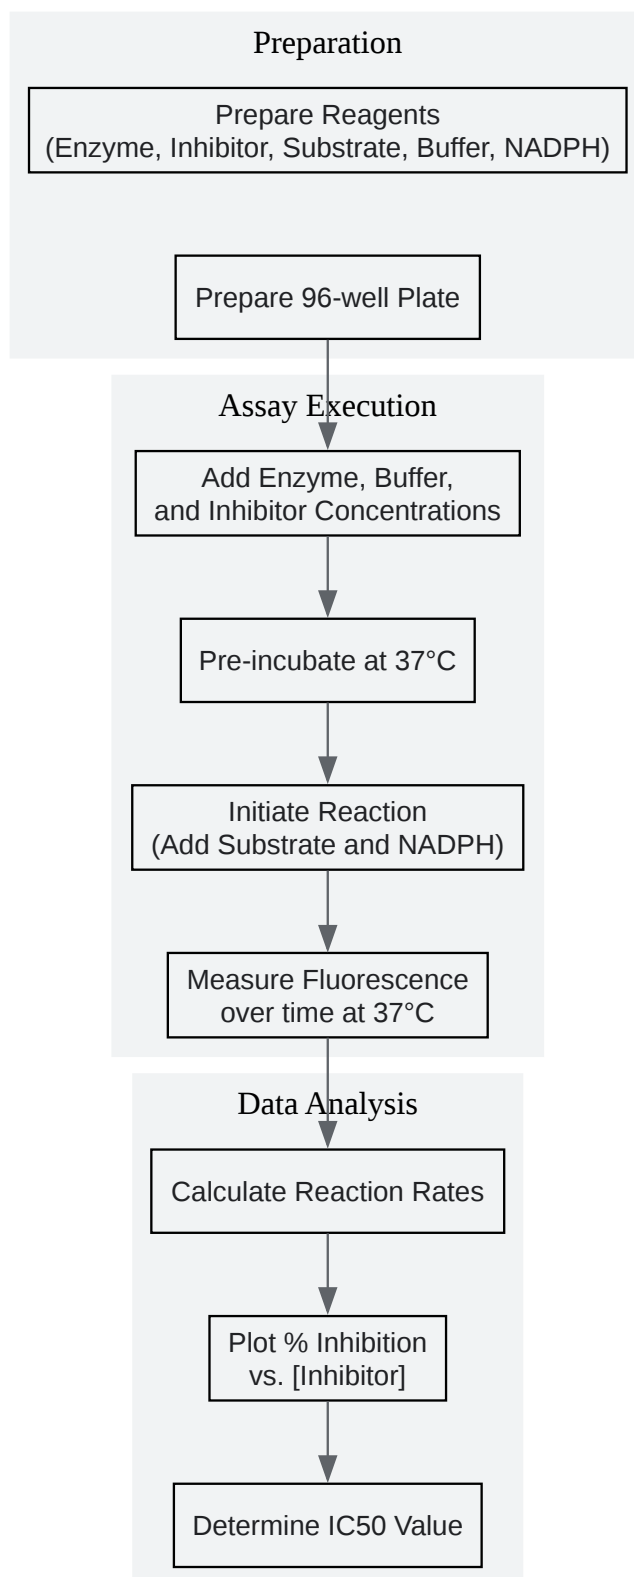 Preparation
Prepare Reagents
(Enzyme, Inhibitor, Substrate, Buffer, NADPH)
Prepare 96-well Plate
Assay Execution
Add Enzyme, Buffer,
and Inhibitor Concentrations
Pre-incubate at 37°C
Initiate Reaction
(Add Substrate and NADPH)
Measure Fluorescence
over time at 37°C
Data Analysis
Calculate Reaction Rates
Plot % Inhibition
vs. [Inhibitor]
Determine IC50 Value